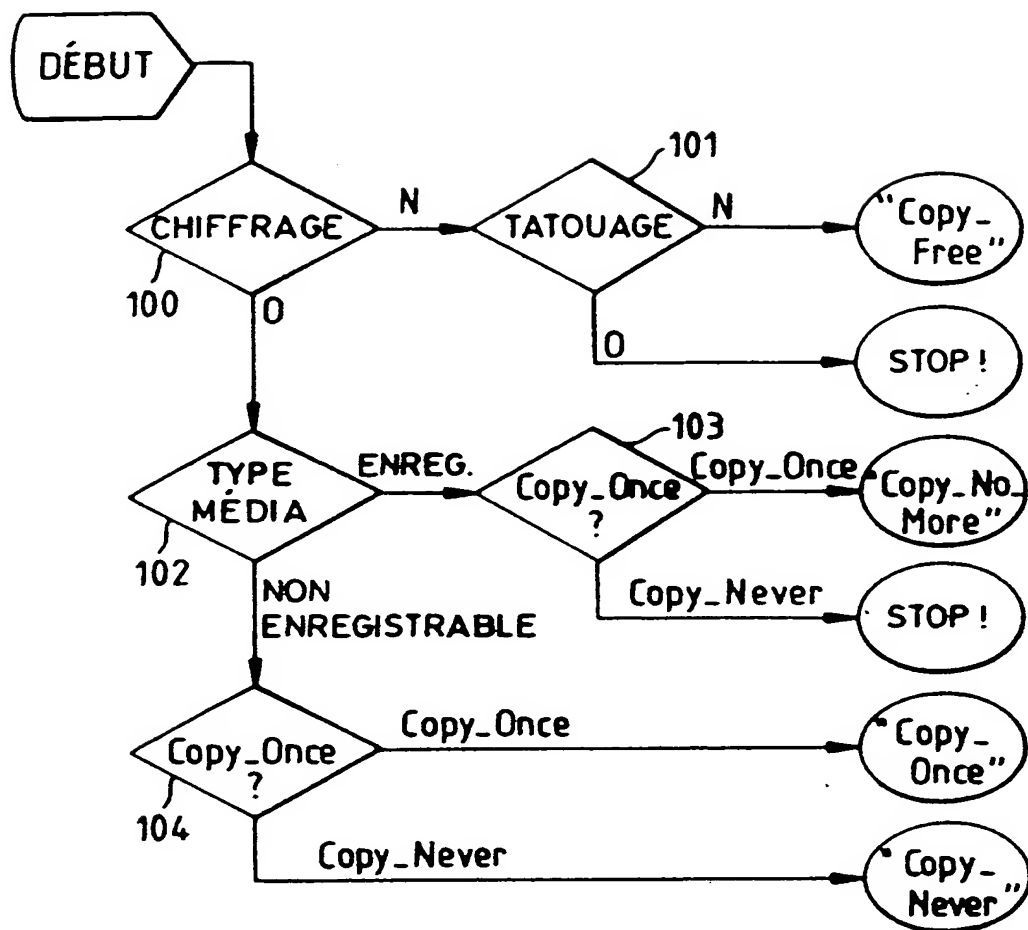 DÉBUT
101
CHIFFRAGE
N
TATOUAGE
N
"Copy_
Free"
100
O
O
STOP !
103
TYPE
MÉDIA
ENREG.
Copy_Once
?
Copy_Once
"Copy_No_
More"
102
NON
ENREGISTRABLE
Copy_Never
STOP !
Copy_Once
?
Copy_Once
"Copy_
Once"
104
Copy_Never
"Copy_
Never"